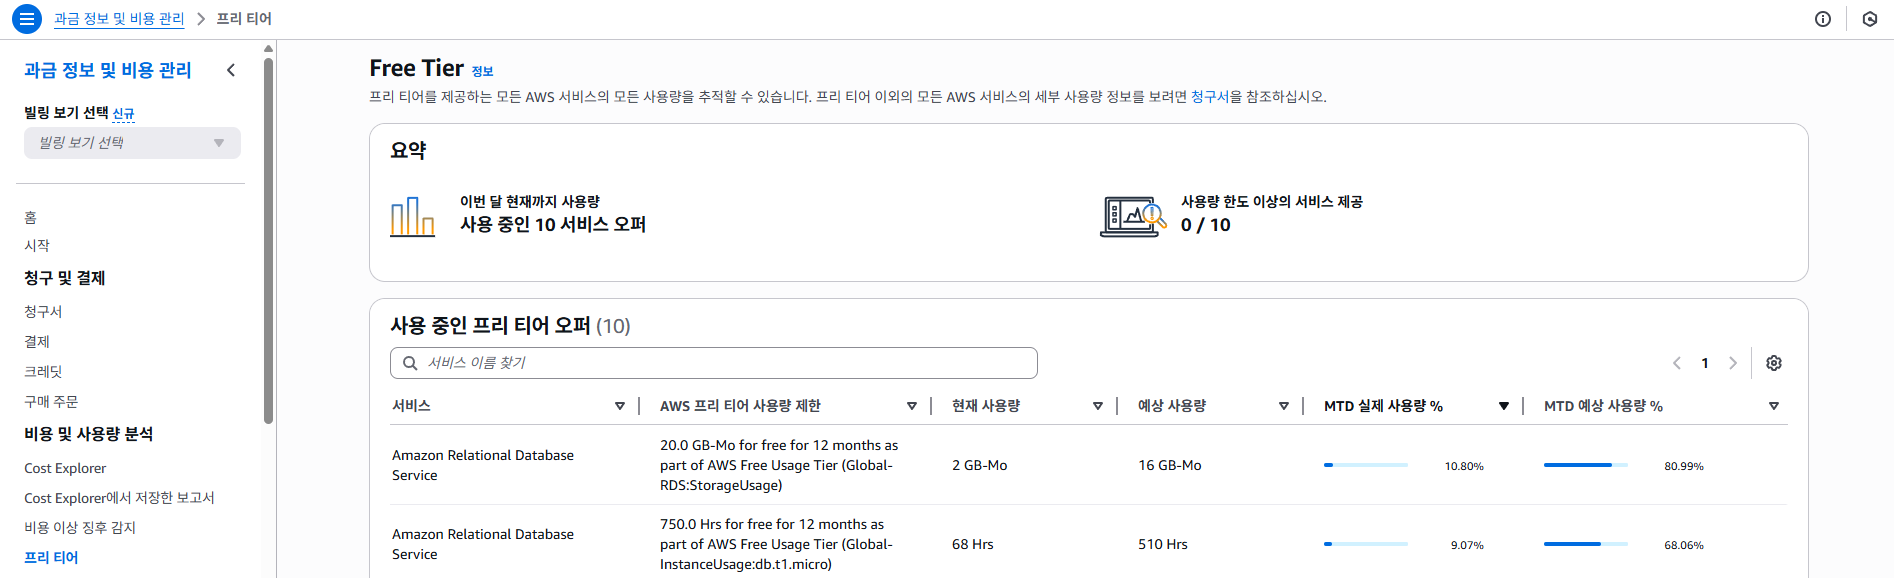 과금 정보 및 비용 관리 > 프리 티어
과금 정보 및 비용 관리
빌링 보기 선택 신규
빌링 보기 선택
홈
시작
청구 및 결제
청구서
결제
크레딧
구매 주문
비용 및 사용량 분석
Cost Explorer
Cost Explorer에서 저장한 보고서
비용 이상 징후 감지
프리 티어
Free Tier 정보
프리 티어를 제공하는 모든 AWS 서비스의 모든 사용량을 추적할 수 있습니다. 프리 티어 이외의 모든 AWS 서비스의 세부 사용량 정보를 보려면 청구서을 참조하십시오.
요약
이번 달 현재까지 사용량
사용 중인 10 서비스 오퍼
사용량 한도 이상의 서비스 제공
0 / 10
사용 중인 프리 티어 오퍼 (10)
서비스 이름 찾기
1
서비스 AWS 프리 티어 사용량 제한 현재 사용량 예상 사용량 MTD 실제 사용량 % MTD 예상 사용량 %
Amazon Relational Database
Service
20.0 GB-Mo for free for 12 months as
part of AWS Free Usage Tier (Global-
RDS:StorageUsage)
2 GB-Mo
16 GB-Mo
10.80%
80.99%
Amazon Relational Database
Service
750.0 Hrs for free for 12 months as
part of AWS Free Usage Tier (Global-
InstanceUsage:db.t1.micro)
68 Hrs
510 Hrs
9.07%
68.06%